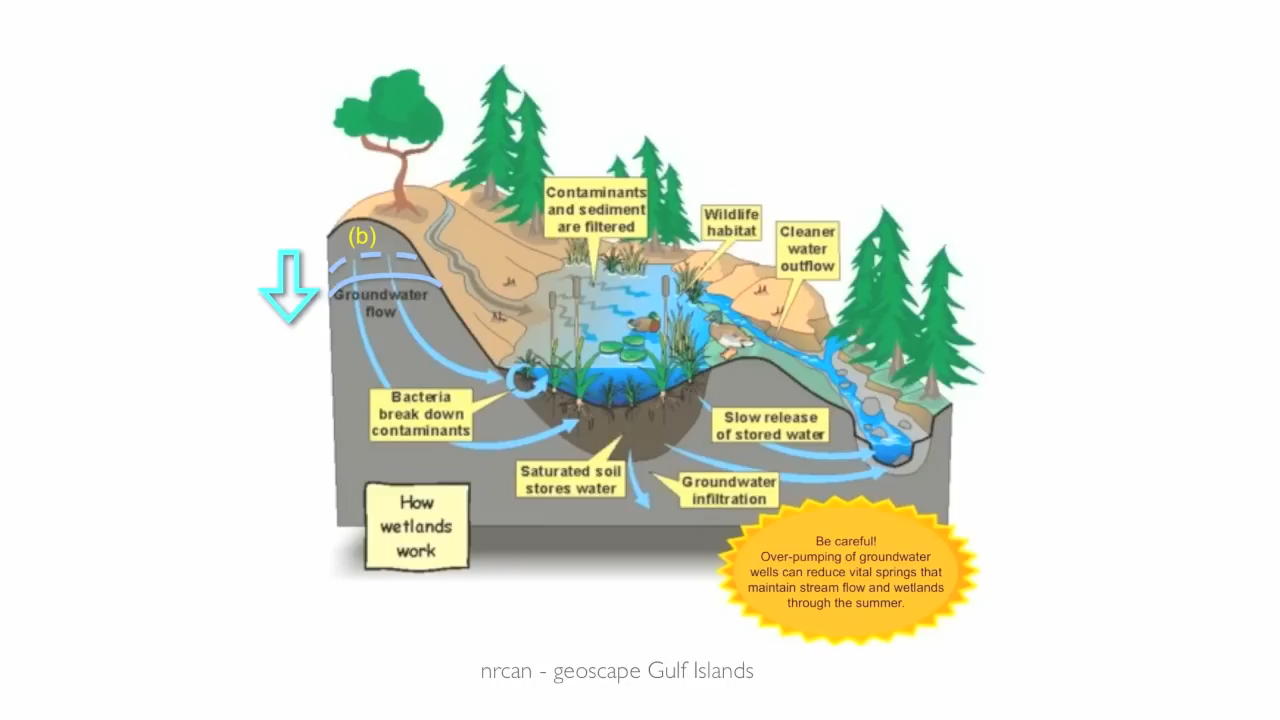 Contaminants
and sediment
are filtered
Wildlife
habitat
Cleaner
water
outflow
(b)
Groundwater
flow
Bacteria
break down
contaminants
Slow release
of stored water
Saturated soil
stores water
Groundwater
infiltration
How
wetlands
work
Be careful!
Over-pumping of groundwater
wells can reduce vital springs that
maintain stream flow and wetlands
through the summer.
nrcan - geoscape Gulf Islands